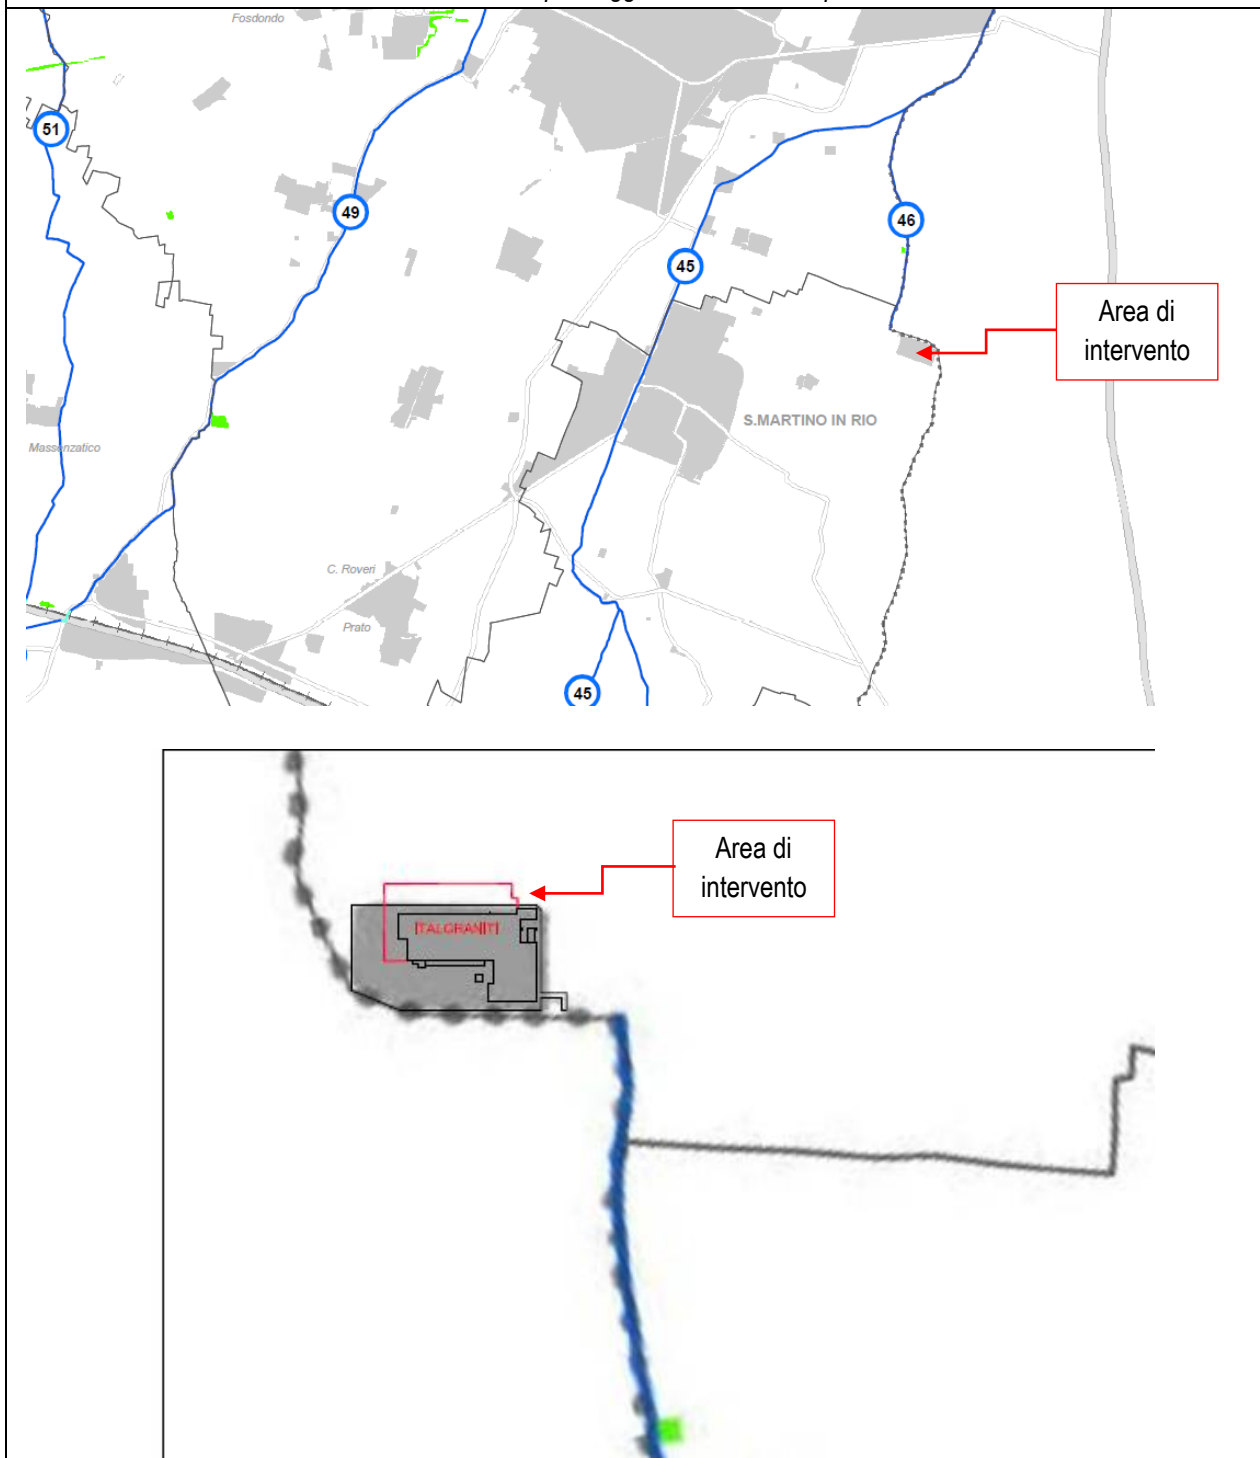 Fosdondo
51
49
46
45
Area di
intervento
S.MARTINO IN RIO
Massenzatico
C. Roveri
Prato
45
Area di
intervento
ITALGRANITI